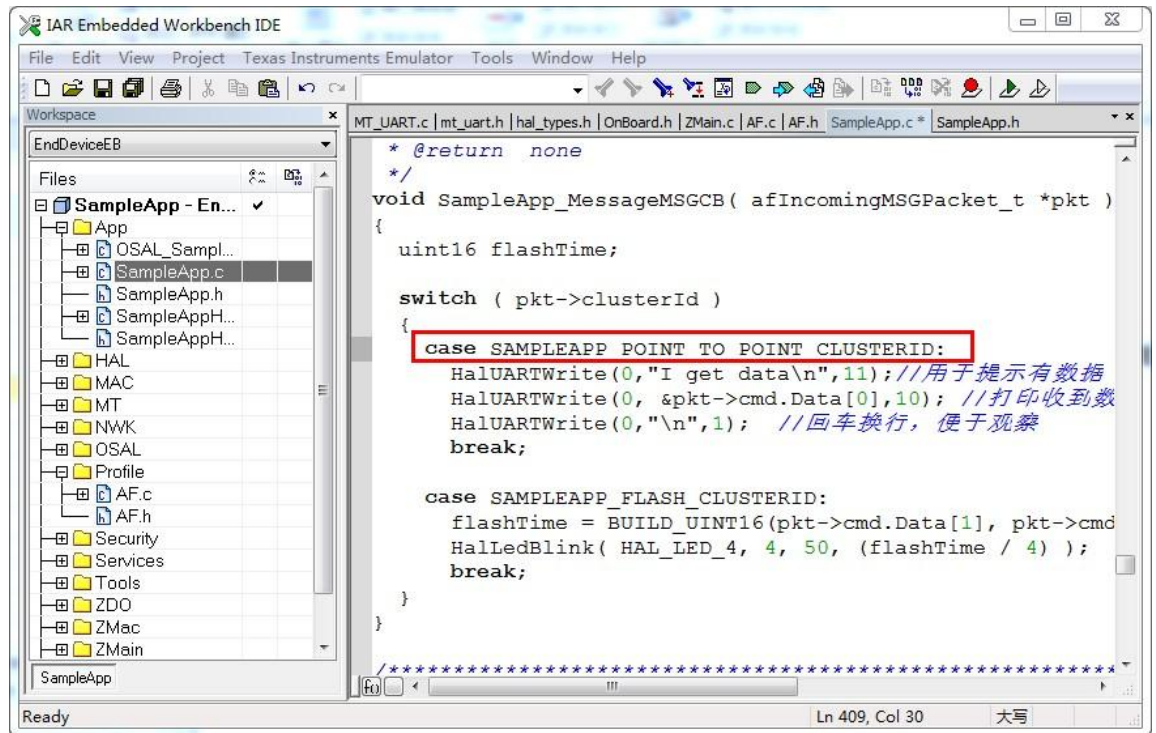 IAR Embedded Workbench IDE
File Edit View Project Texas Instruments Emulator Tools Window Help
Workspace
EndDeviceEB
Files
SampleApp - En...
App
OSAL_Sampl...
SampleApp.c
SampleApp.h
SampleAppH...
SampleAppH...
HAL
MAC
MT
NWK
OSAL
Profile
AF.c
AF.h
Security
Services
Tools
ZDO
ZMac
ZMain
SampleApp
MT_UART.c | mt_uart.h | hal_types.h | OnBoard.h | ZMain.c | AF.c | AF.h SampleApp.c * SampleApp.h
* @return none
*/
void SampleApp_MessageMSGCB( afIncomingMSGPacket_t *pkt )
{
uint16 flashTime;
switch ( pkt->clusterId )
{
case SAMPLEAPP_POINT_TO_POINT_CLUSTERID:
HalUARTWrite(0,"I get data\n",11);//用于提示有数据
HalUARTWrite(0, &pkt->cmd.Data[0],10); //打印收到数
HalUARTWrite(0,"\n",1); //回车换行，便于观察
break;
case SAMPLEAPP_FLASH_CLUSTERID:
flashTime = BUILD_UINT16(pkt->cmd.Data[1], pkt->cmd
HalLedBlink( HAL_LED_4, 4, 50, (flashTime / 4) );
break;
}
}
/*********************************************************
Ready
Ln 409, Col 30
大写